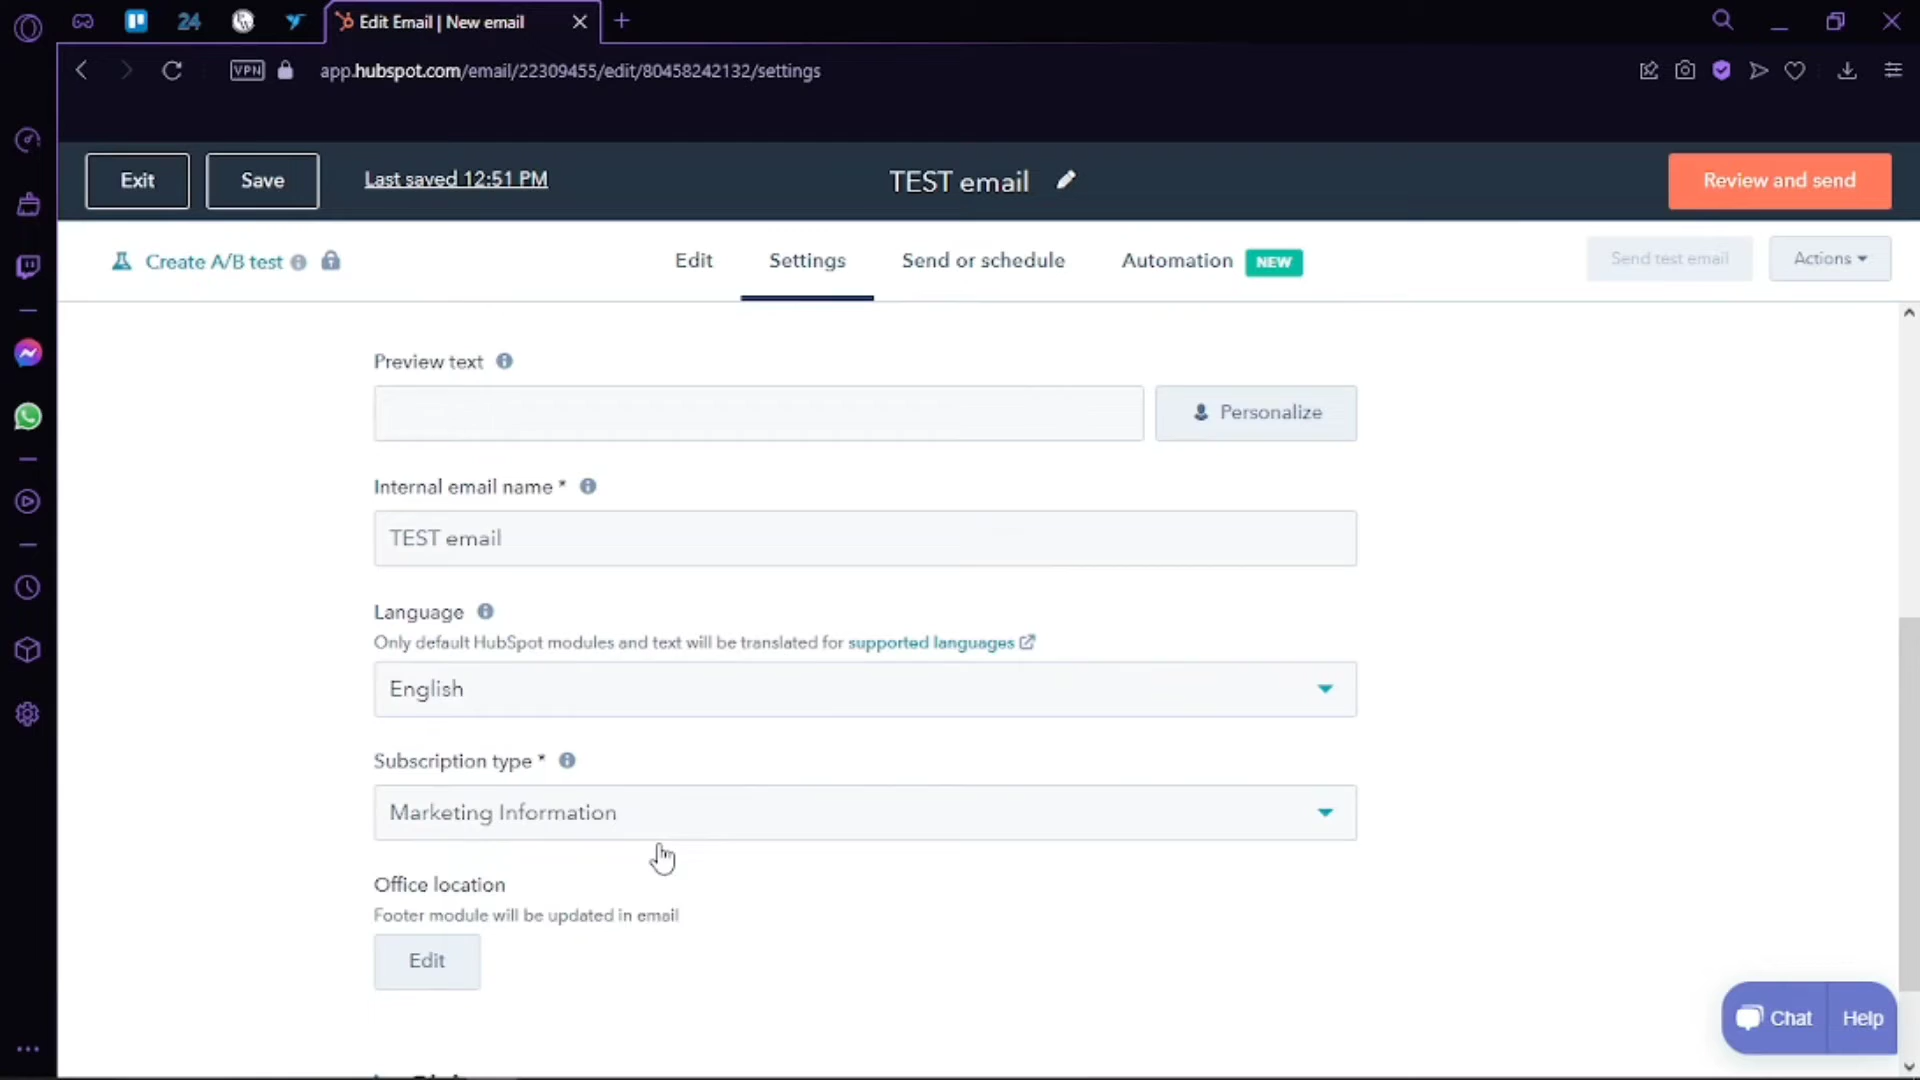 24
Edit Email | New email
VPN
app.hubspot.com/email/22309455/edit/80458242132/settings
Exit
Save
Last saved 12:51 PM
TEST email
Review and send
Create A/B test
Edit
Settings
Send or schedule
Automation
NEW
Send test email
Actions
Preview text
Personalize
Internal email name *
TEST email
Language
Only default HubSpot modules and text will be translated for supported languages
English
Subscription type *
Marketing Information
Office location
Footer module will be updated in email
Edit
Chat
Help